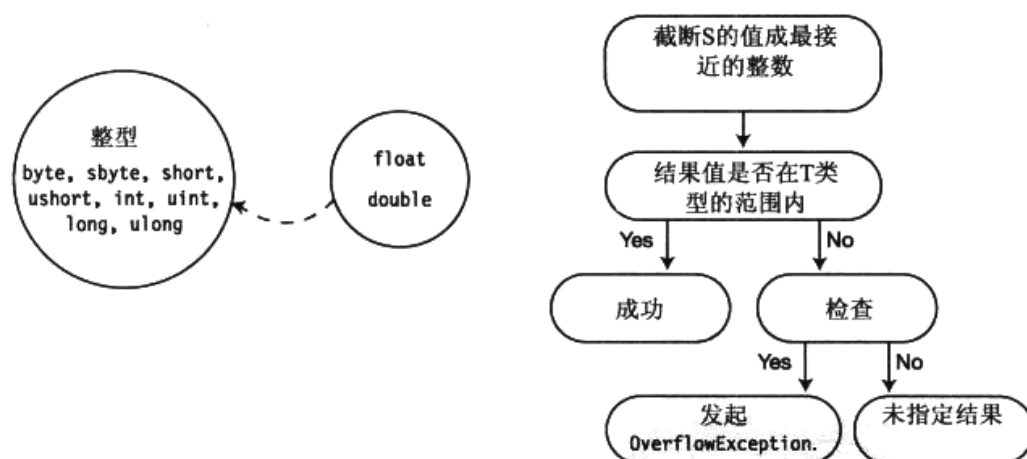 整型
byte, sbyte, short,
ushort, int, uint,
long, ulong
float
double
截断S的值成最接
近的整数
结果值是否在T类
型的范围内
Yes
No
成功
检查
Yes
No
发起
OverflowException.
未指定结果